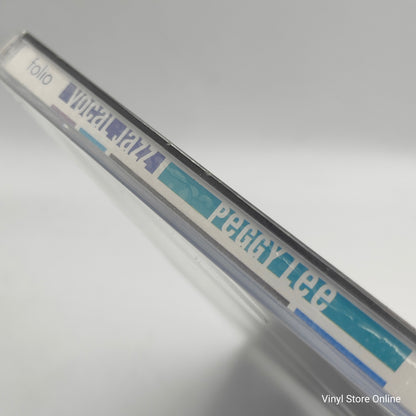 folio
Vocal Jazz
Peggy Lee
Vinyl Store Online